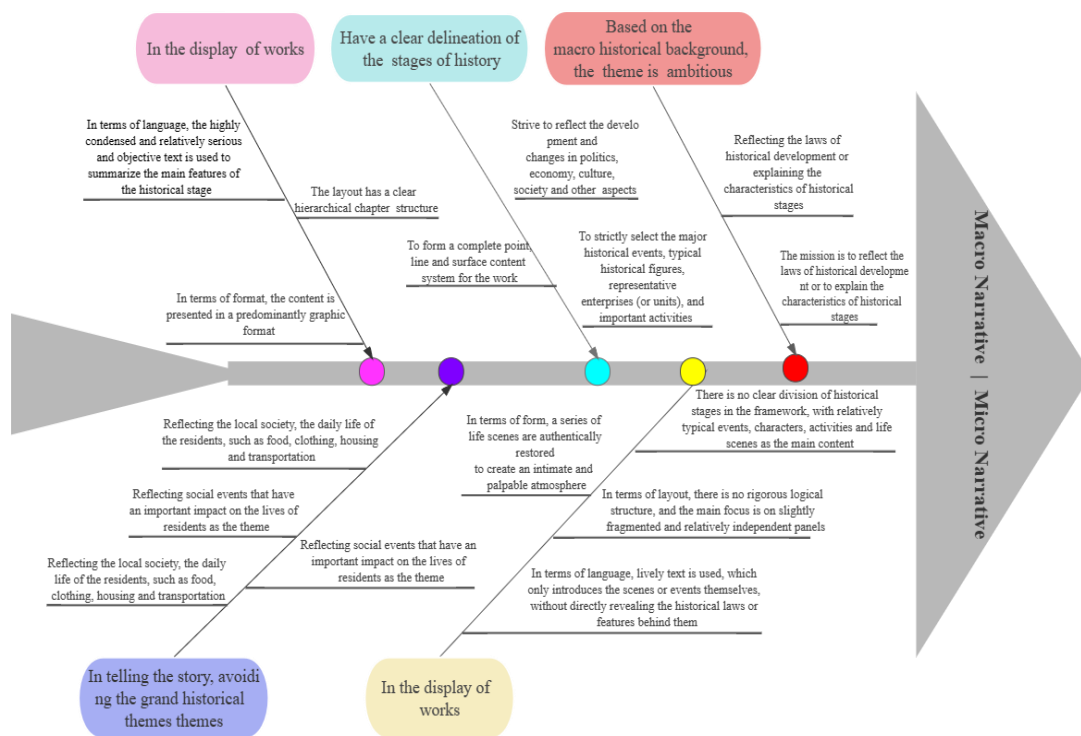 In the display  of works
Have a clear delineation of
the  stages of history
Based on the
macro historical background,
the  theme is  ambitious
In terms of language, the highly
condensed and relatively serious
and objective text is used to
summarize the main features of
the historical stage
The layout has a clear
hierarchical chapter structure
In terms of format, the content is
presented in a predominantly graphic
format
Strive to reflect the develo
pment and
changes in politics,
economy, culture,
society and other  aspects
To form a complete point,
line and surface content
system for the work
To strictly select the major
historical events, typical
historical figures,
representative
enterprises (or units), and
important activities
Reflecting the laws of
historical development or
explaining the
characteristics of historical
stages
The mission is to reflect the
laws of historical developme
nt or to explain the
characteristics of historical
stages
Macro Narrative | Micro Narrative
Reflecting the local society, the daily life of
the residents, such as food, clothing, housing
and transportation
Reflecting social events that have
an important impact on the lives of
residents as the theme
Reflecting the local society, the daily
life of the residents, such as food,
clothing, housing and transportation
Reflecting social events that have an
important impact on the lives of
residents as the theme
In terms of form, a series of
life scenes are authentically
restored
to create an intimate and
palpable atmosphere
There is no clear division of historical
stages in the framework, with relatively
typical events, characters, activities and life
scenes as the main content
In terms of layout, there is no rigorous logical
structure, and the main focus is on slightly
fragmented and relatively independent panels
In terms of language, lively text is used, which
only introduces the scenes or events themselves,
without directly revealing the historical laws or
features behind them
In telling the story, avoidi
ng the grand historical
themes themes
In the display of
works